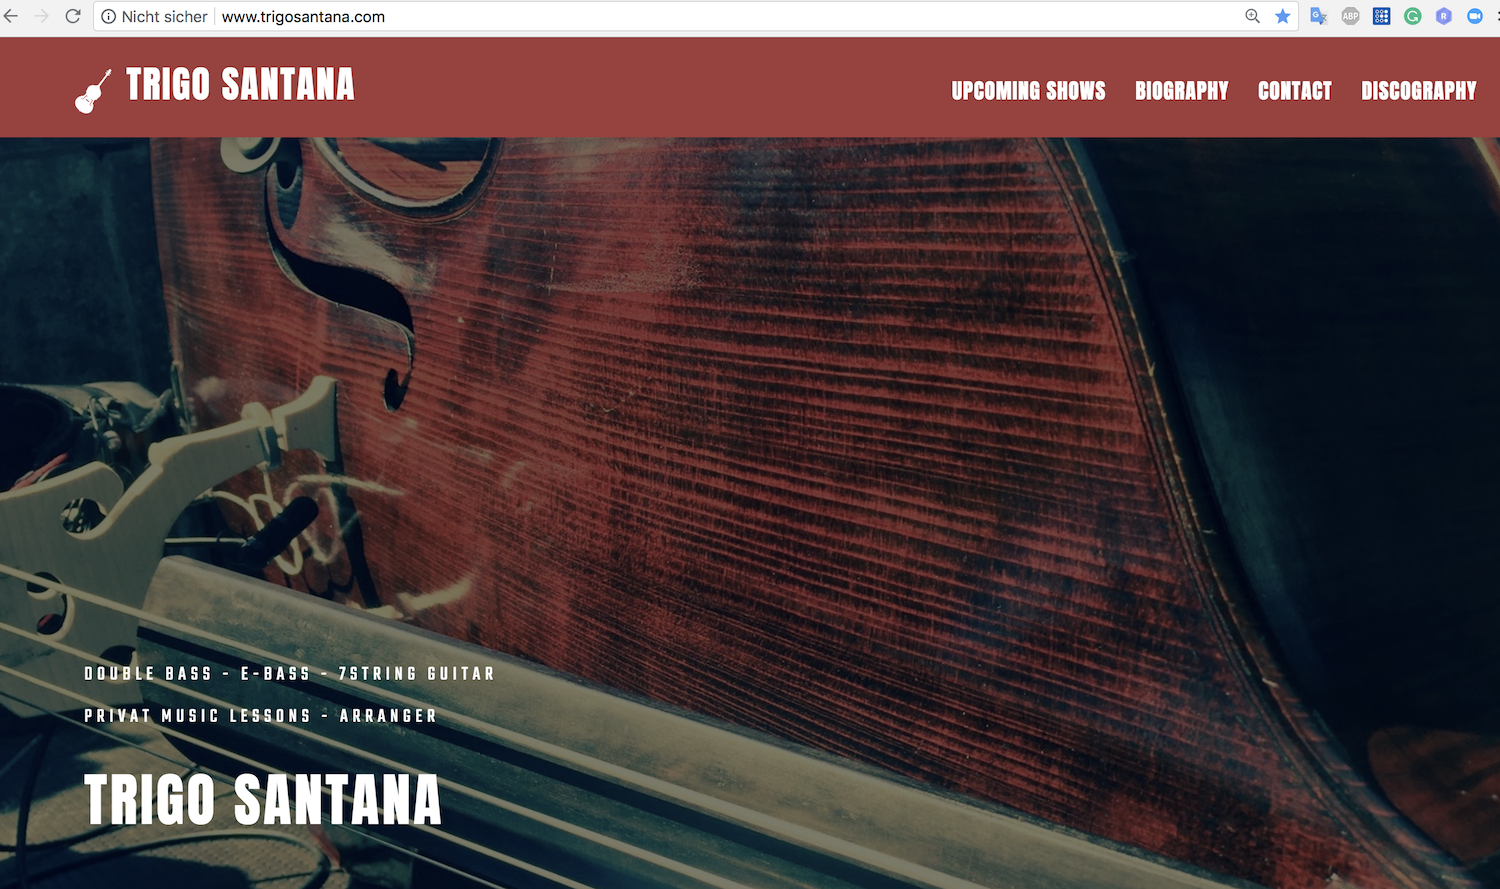 Nicht sicher www.trigosantana.com
ABP
R
TRIGO SANTANA
UPCOMING SHOWS BIOGRAPHY CONTACT DISCOGRAPHY
DOUBLE BASS - E-BASS - 7STRING GUITAR
PRIVAT MUSIC LESSONS - ARRANGER
TRIGO SANTANA